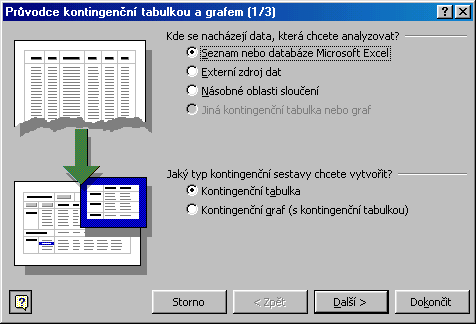 Průvodce kontingenční tabulkou a grafem (1/3)
Kde se nacházejí data, která chcete analyzovat?
Seznam nebo databáze Microsoft Excel
Externí zdroj dat
Násobné oblasti sloučení
Jiná kontingenční tabulka nebo graf
Jaký typ kontingenční sestavy chcete vytvořit?
Kontingenční tabulka
Kontingenční graf (s kontingenční tabulkou)
Storno
< Zpět
Další >
Dokončit